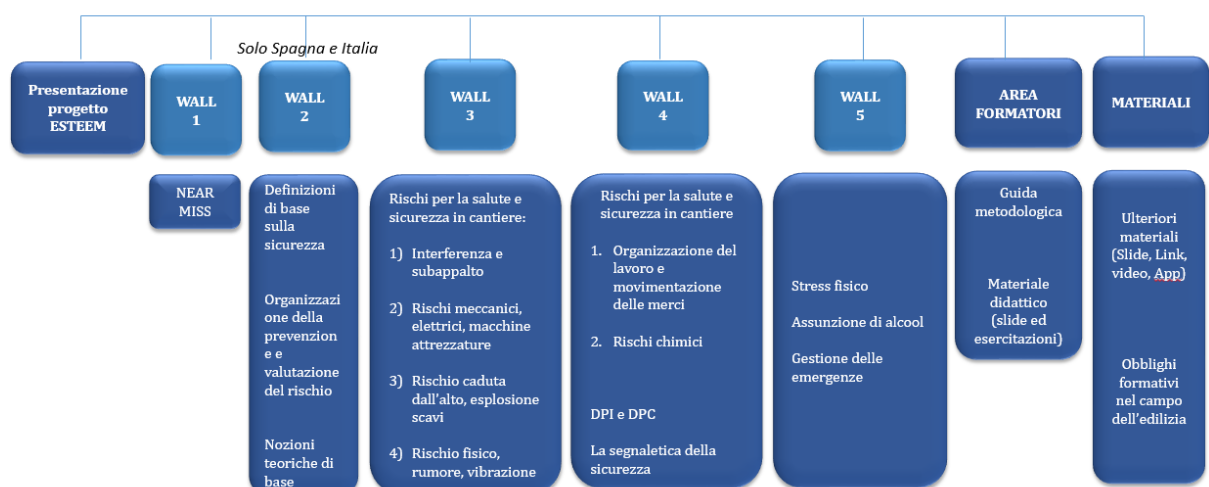 Solo Spagna e Italia
Presentazione
progetto
ESTEEM
WALL
1
WALL
2
WALL
3
WALL
4
WALL
5
AREA
FORMATORI
MATERIALI
NEAR
MISS
Definizioni
di base
sulla
sicurezza
Organizzazi
one della
prevenzion
e e
valutazione
del rischio
Nozioni
teoriche di
base
Rischi per la salute e
sicurezza in cantiere:
1) Interferenza e
subappalto
2) Rischi meccanici,
elettrici, macchine
attrezzature
3) Rischio caduta
dall'alto, esplosione
scavi
4) Rischio fisico,
rumore, vibrazione
Rischi per la salute e
sicurezza in cantiere
1. Organizzazione del
lavoro e
movimentazione
delle merci
2. Rischi chimici
DPI e DPC
La segnaletica della
sicurezza
Stress fisico
Assunzione di alcool
Gestione delle
emergenze
Guida
metodologica
Materiale
didattico
(slide ed
esercitazioni)
Ulteriori
materiali
(Slide, Link,
video, App)
Obblighi
formativi
nel campo
dell'edilizia